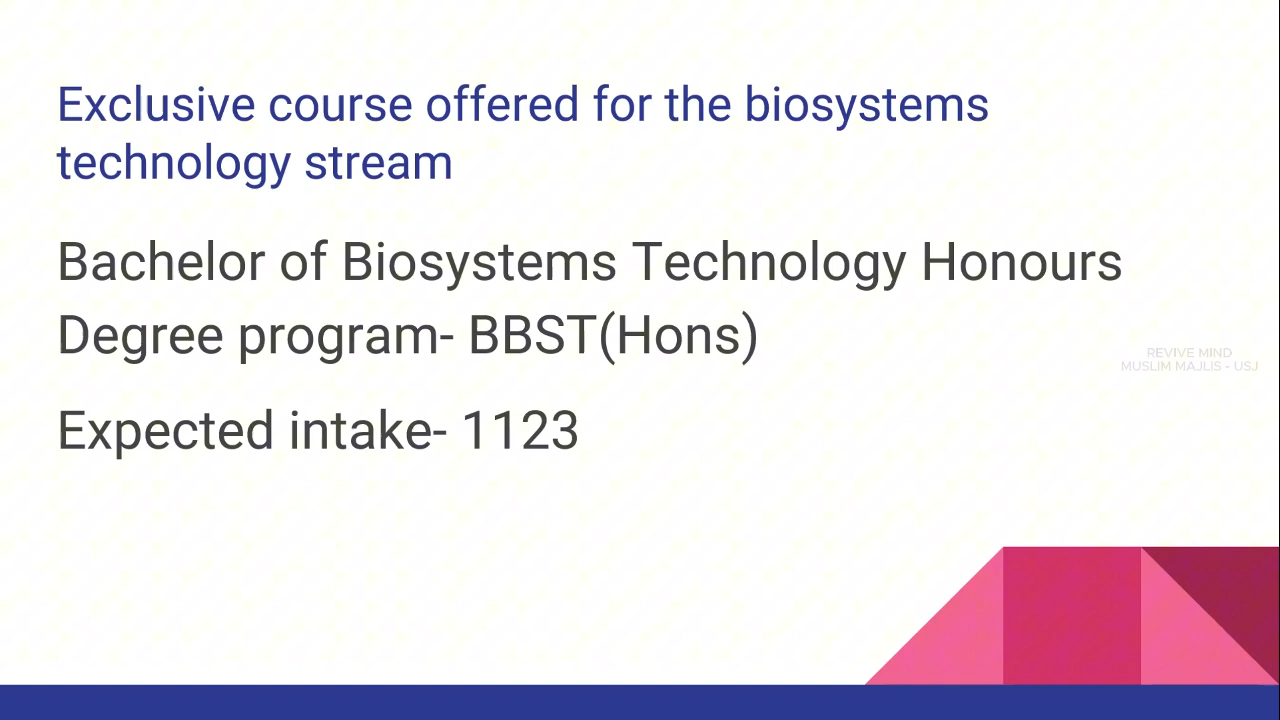 Exclusive course offered for the biosystems
technology stream
Bachelor of Biosystems Technology Honours
Degree program- BBST(Hons)
REVIVE MIND
MUSLIM MAJLIS - USJ
Expected intake- 1123